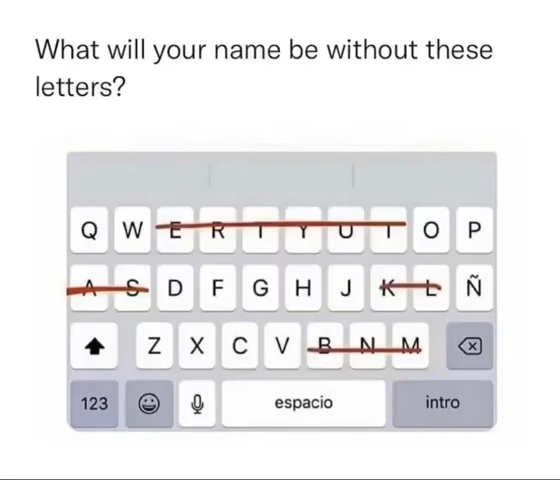 What will your name be without these
letters?
Q W E R T Y U I O P
A S D F G H J K L Ñ
Z X C V B N M
123 espacio intro